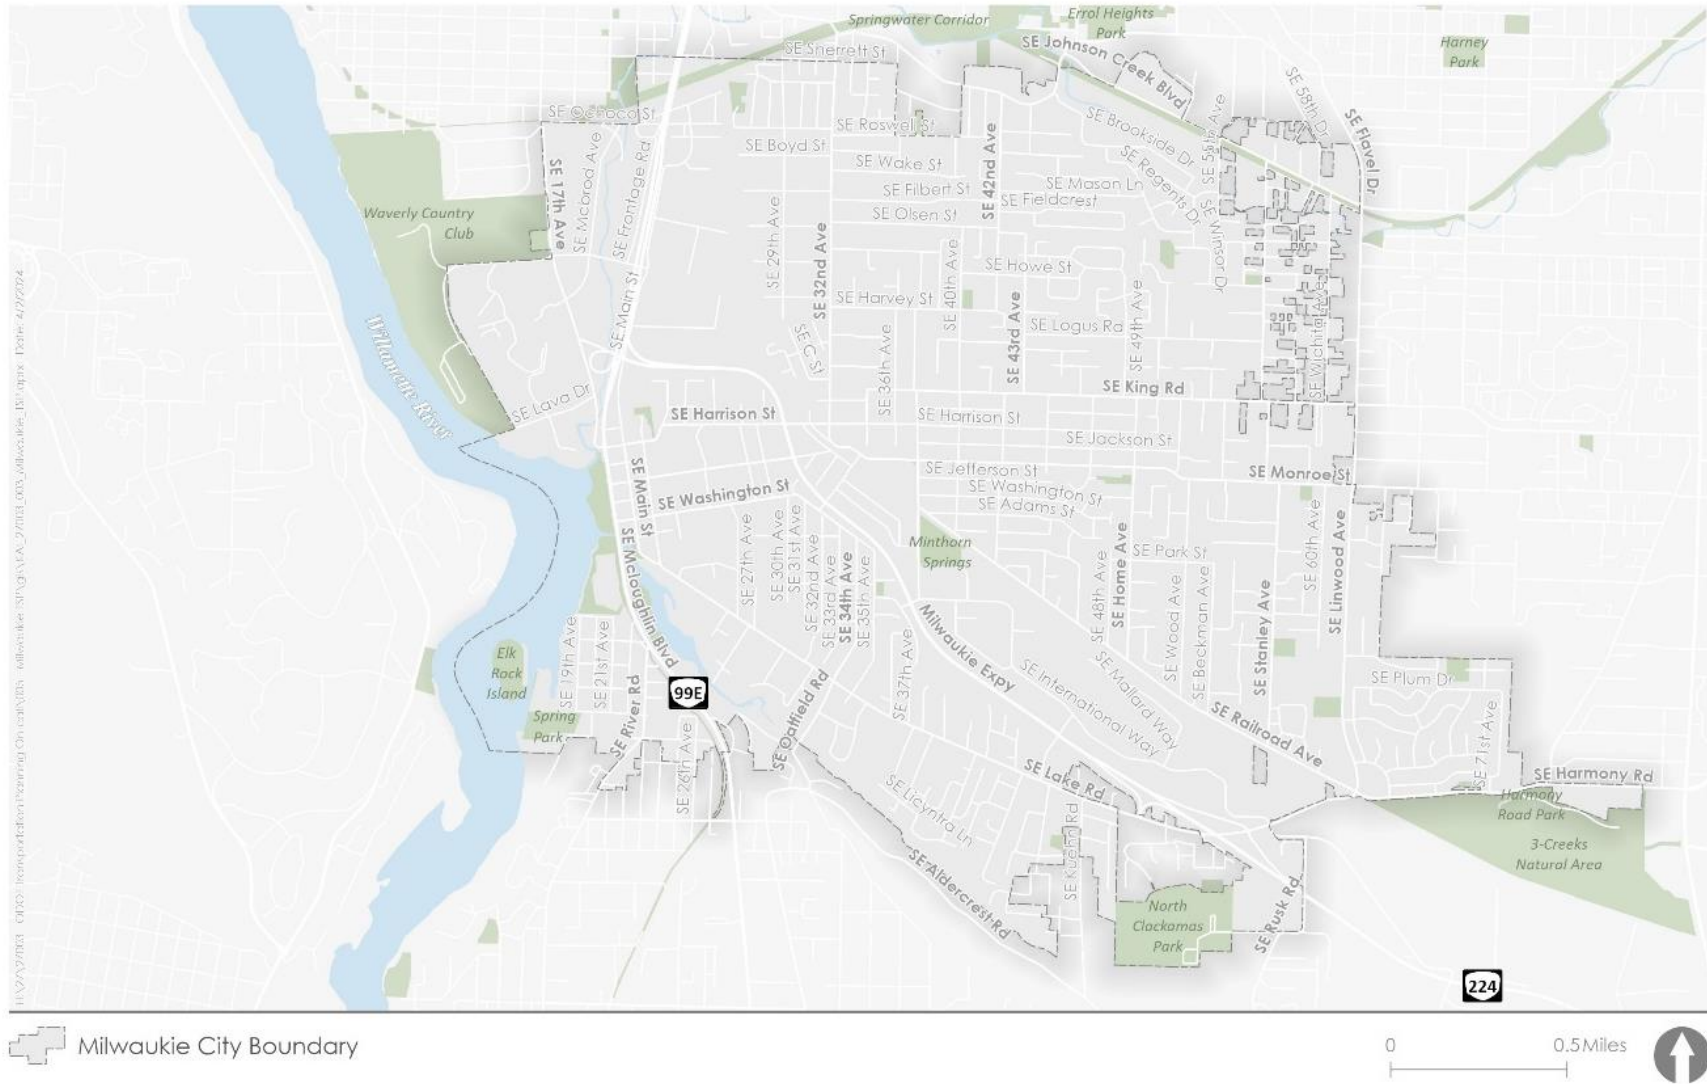 Springwater Corridor
Errol Heights
Park
SE Johnson Creek Blvd
Harney
Park
SE Sherrett St
SE 58th Dr
SE Flavel Dr
SE Ochoco St
SE Roswell St
SE Brookside Dr
SE 55th Ave
SE Boyd St
SE Wake St
SE 42nd Ave
SE Regents Dr
SE 17th Ave
SE Mcbrod Ave
SE Frontage Rd
SE Filbert St
SE Mason Ln
SE Fieldcrest
SE Olsen St
SE Winsor Dr
Waverly Country
Club
SE 29th Ave
SE 32nd Ave
SE 40th Ave
SE Howe St
SE Main St
SE Harvey St
SE 43rd Ave
SE 49th Ave
SE Wichita Ave
SE Logus Rd
SE C St
SE 36th Ave
Willamette River
SE Lava Dr
SE King Rd
SE Harrison St
SE Harrison St
SE Jackson St
SE Jefferson St
SE Monroe St
SE Main St
SE Washington St
SE Washington St
SE Adams St
Minthorn
Springs
SE 27th Ave
SE 30th Ave
SE 31st Ave
SE 32nd Ave
SE 33rd Ave
SE 34th Ave
SE 35th Ave
SE 48th Ave
SE Home Ave
SE Park St
SE Wood Ave
SE Beckman Ave
SE Stanley Ave
SE 60th Ave
SE Linwood Ave
SE Mcloughlin Blvd
Milwaukie Expy
Elk
Rock
Island
SE 19th Ave
SE 21st Ave
SE River Rd
99E
SE 37th Ave
SE International Way
SE Mallard Way
SE Railroad Ave
SE Plum Dr
SE 71st Ave
Spring
Park
SE 26th Ave
SE Oatfield Rd
SE Lake Rd
SE Harmony Rd
Harmony
Road Park
3-Creeks
Natural Area
SE Licyntra Ln
SE Kuehn Rd
SE Aldercrest Rd
North
Clackamas
Park
SE Rusk Rd
224
Milwaukie City Boundary
0
0.5 Miles